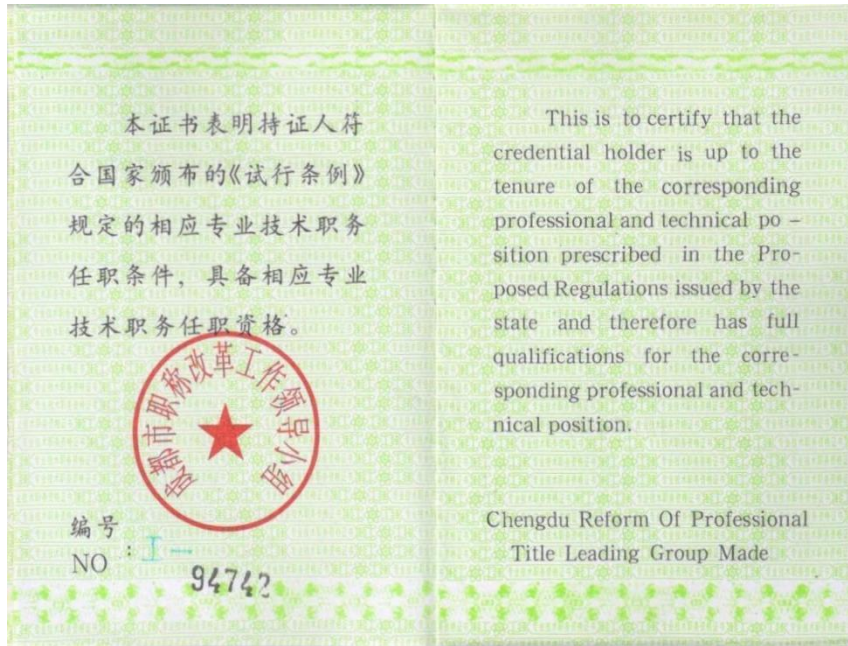 本证书表明持证人符
合国家颁布的《试行条例》
规定的相应专业技术职务
任职条件，具备相应专业
技术职务任职资格。
成都市职称改革工作领导小组
编号
NO :
工一
94742
This is to certify that the
credential holder is up to the
tenure of the corresponding
professional and technical po –
sition prescribed in the Pro-
posed Regulations issued by the
state and therefore has full
qualifications for the corre-
sponding professional and tech-
nical position.
Chengdu Reform Of Professional
Title Leading Group Made